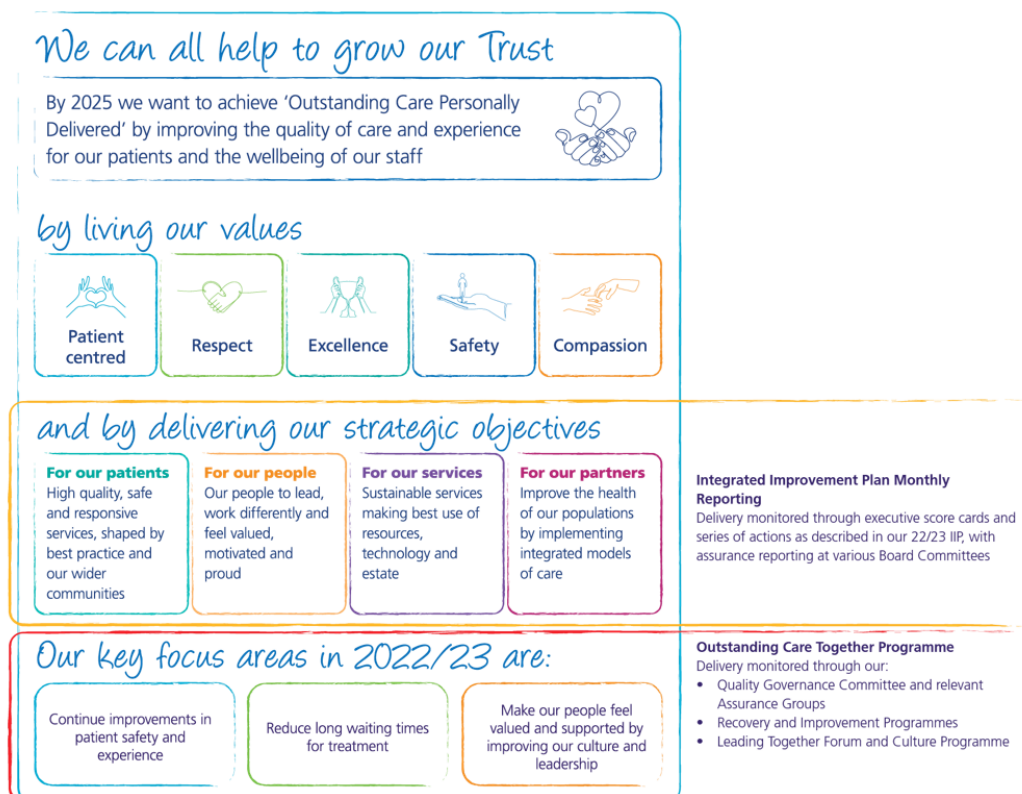 We can all help to grow our Trust
By 2025 we want to achieve ‘Outstanding Care Personally
Delivered’ by improving the quality of care and experience
for our patients and the wellbeing of our staff
by living our values
Patient
centred
Respect
Excellence
Safety
Compassion
and by delivering our strategic objectives
For our patients
High quality, safe
and responsive
services, shaped by
best practice and
our wider
communities
For our people
Our people to lead,
work differently and
feel valued,
motivated and
proud
For our services
Sustainable services
making best use of
resources,
technology and
estate
For our partners
Improve the health
of our populations
by implementing
integrated models
of care
Integrated Improvement Plan Monthly
Reporting
Delivery monitored through executive score cards and
series of actions as described in our 22/23 IIP, with
assurance reporting at various Board Committees
Our key focus areas in 2022/23 are:
Continue improvements in
patient safety and
experience
Reduce long waiting times
for treatment
Make our people feel
valued and supported by
improving our culture and
leadership
Outstanding Care Together Programme
Delivery monitored through our:
• Quality Governance Committee and relevant
Assurance Groups
• Recovery and Improvement Programmes
• Leading Together Forum and Culture Programme